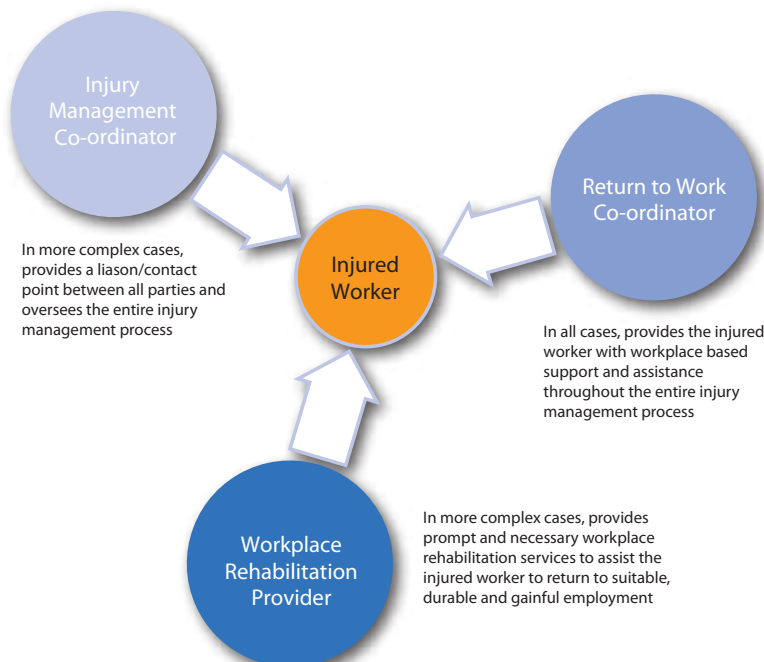 Injury
Management
Co-ordinator
Return to Work
Co-ordinator
Injured
Worker
In more complex cases,
provides a liason/contact
point between all parties and
oversees the entire injury
management process
In all cases, provides the injured
worker with workplace based
support and assistance
throughout the entire injury
management process
Workplace
Rehabilitation
Provider
In more complex cases, provides
prompt and necessary workplace
rehabilitation services to assist the
injured worker to return to suitable,
durable and gainful employment